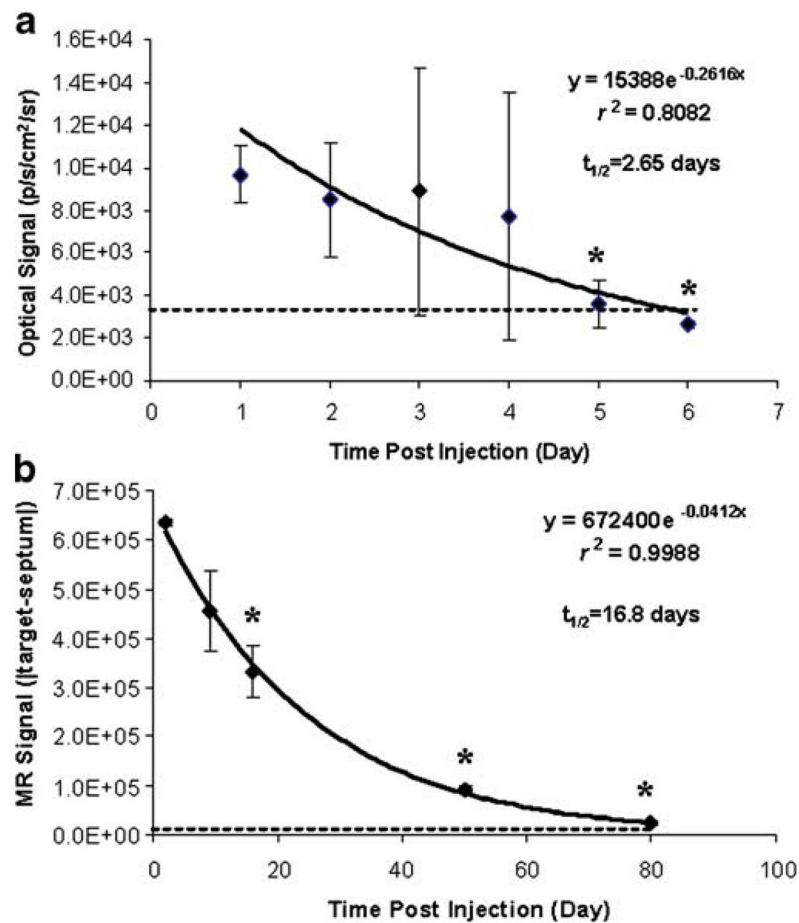 a
Optical Signal (p/s/cm²/sr)
1.6E+04
1.4E+04
1.2E+04
1.0E+04
8.0E+03
6.0E+03
4.0E+03
2.0E+03
0.0E+00
y = 15388e^-0.2616x
r² = 0.8082
t1/2=2.65 days
*
*
0 1 2 3 4 5 6 7
Time Post Injection (Day)
b
MR Signal (|target-septum|)
7.0E+05
6.0E+05
5.0E+05
4.0E+05
3.0E+05
2.0E+05
1.0E+05
0.0E+00
y = 672400e^-0.0412x
r² = 0.9988
t1/2=16.8 days
*
*
*
0 20 40 60 80 100
Time Post Injection (Day)